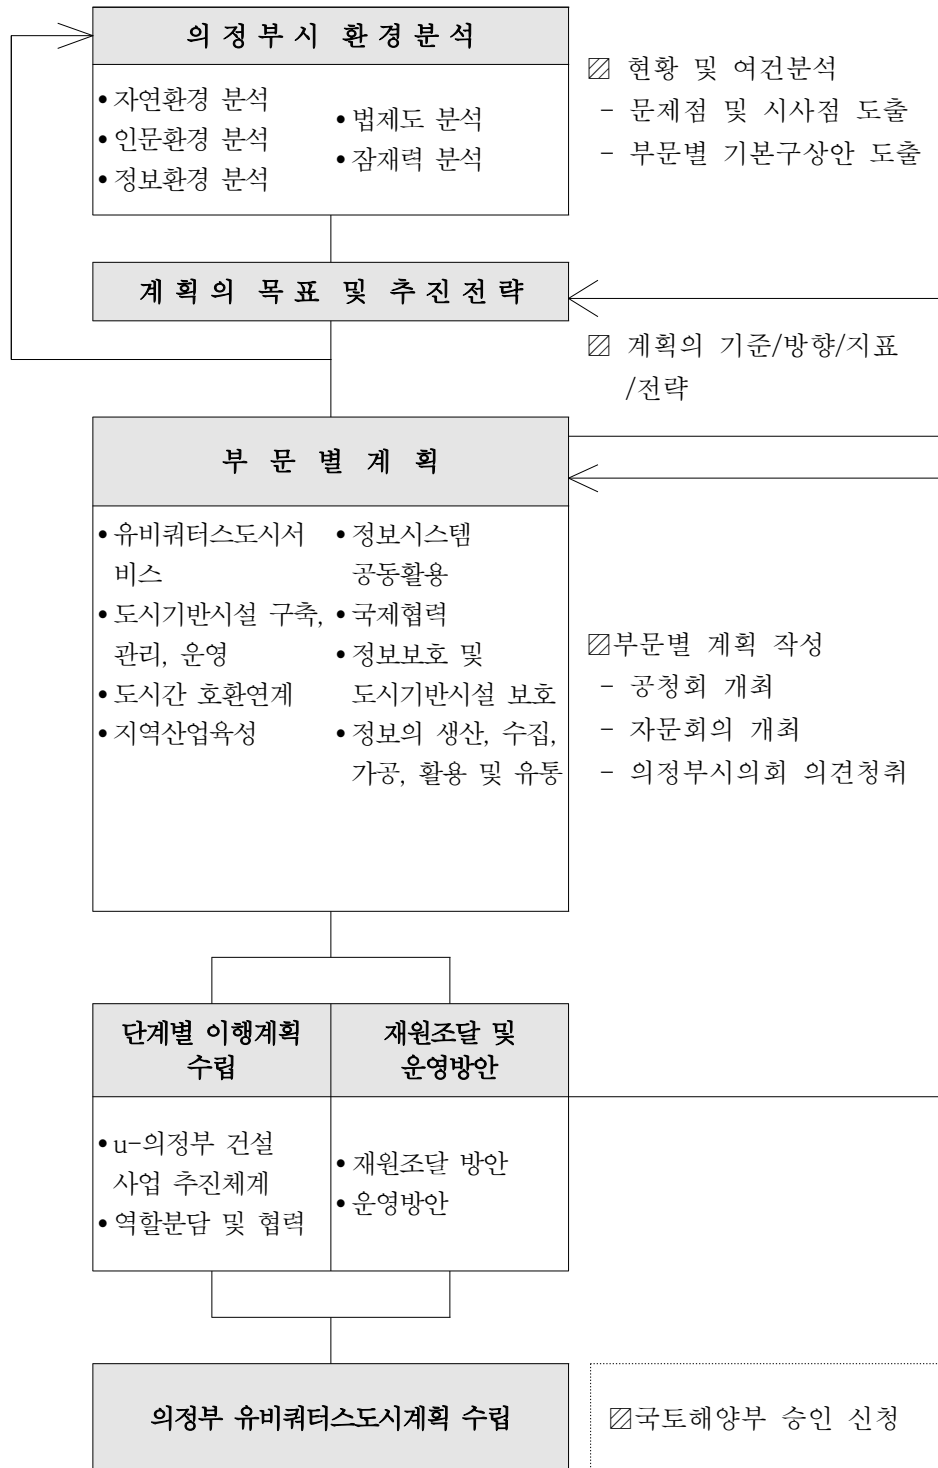 의정부시 환경분석
• 자연환경 분석
• 인문환경 분석
• 정보환경 분석
• 법제도 분석
• 잠재력 분석
▨ 현황 및 여건분석
- 문제점 및 시사점 도출
- 부문별 기본구상안 도출
계획의 목표 및 추진전략
▨ 계획의 기준/방향/지표
/전략
부 문 별 계 획
• 유비쿼터스도시서
비스
• 도시기반시설 구축,
관리, 운영
• 도시간 호환연계
• 지역산업육성
• 정보시스템
공동활용
• 국제협력
• 정보보호 및
도시기반시설 보호
• 정보의 생산, 수집,
가공, 활용 및 유통
▨부문별 계획 작성
- 공청회 개최
- 자문회의 개최
- 의정부시의회 의견청취
단계별 이행계획
수립
• u-의정부 건설
사업 추진체계
• 역할분담 및 협력
재원조달 및
운영방안
• 재원조달 방안
• 운영방안
의정부 유비쿼터스도시계획 수립
▨국토해양부 승인 신청